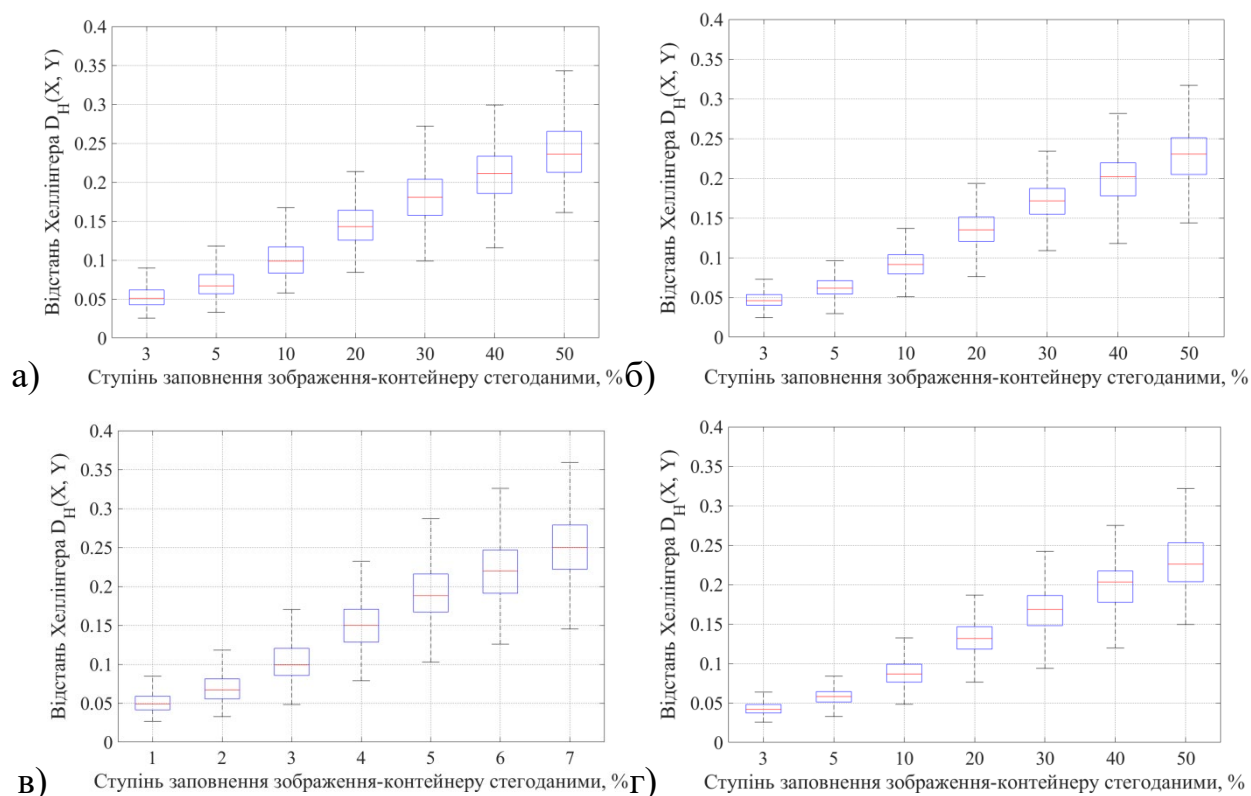 0.4
0.35
0.3
0.25
0.2
0.15
0.1
0.05
0
Відстань Хеллінгера D_H(X, Y)
3 5 10 20 30 40 50
Ступінь заповнення зображення-контейнеру стегоданими, %
а)
0.4
0.35
0.3
0.25
0.2
0.15
0.1
0.05
0
Відстань Хеллінгера D_H(X, Y)
3 5 10 20 30 40 50
Ступінь заповнення зображення-контейнеру стегоданими, %
б)
0.4
0.35
0.3
0.25
0.2
0.15
0.1
0.05
0
Відстань Хеллінгера D_H(X, Y)
1 2 3 4 5 6 7
Ступінь заповнення зображення-контейнеру стегоданими, %
в)
0.4
0.35
0.3
0.25
0.2
0.15
0.1
0.05
0
Відстань Хеллінгера D_H(X, Y)
3 5 10 20 30 40 50
Ступінь заповнення зображення-контейнеру стегоданими, %
г)